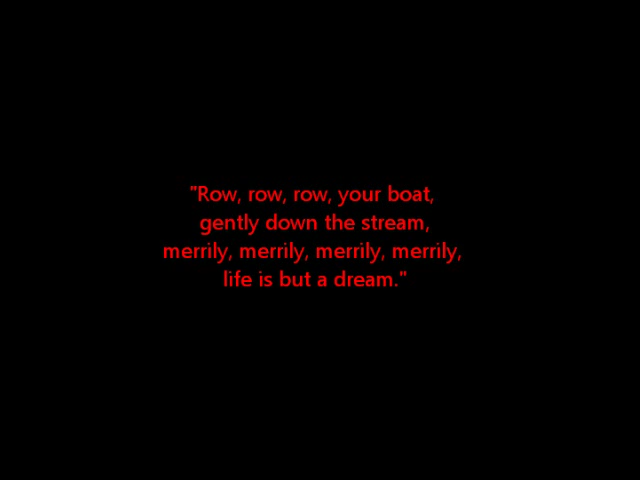 "Row, row, row, your boat,
gently down the stream,
merrily, merrily, merrily, merrily,
life is but a dream."